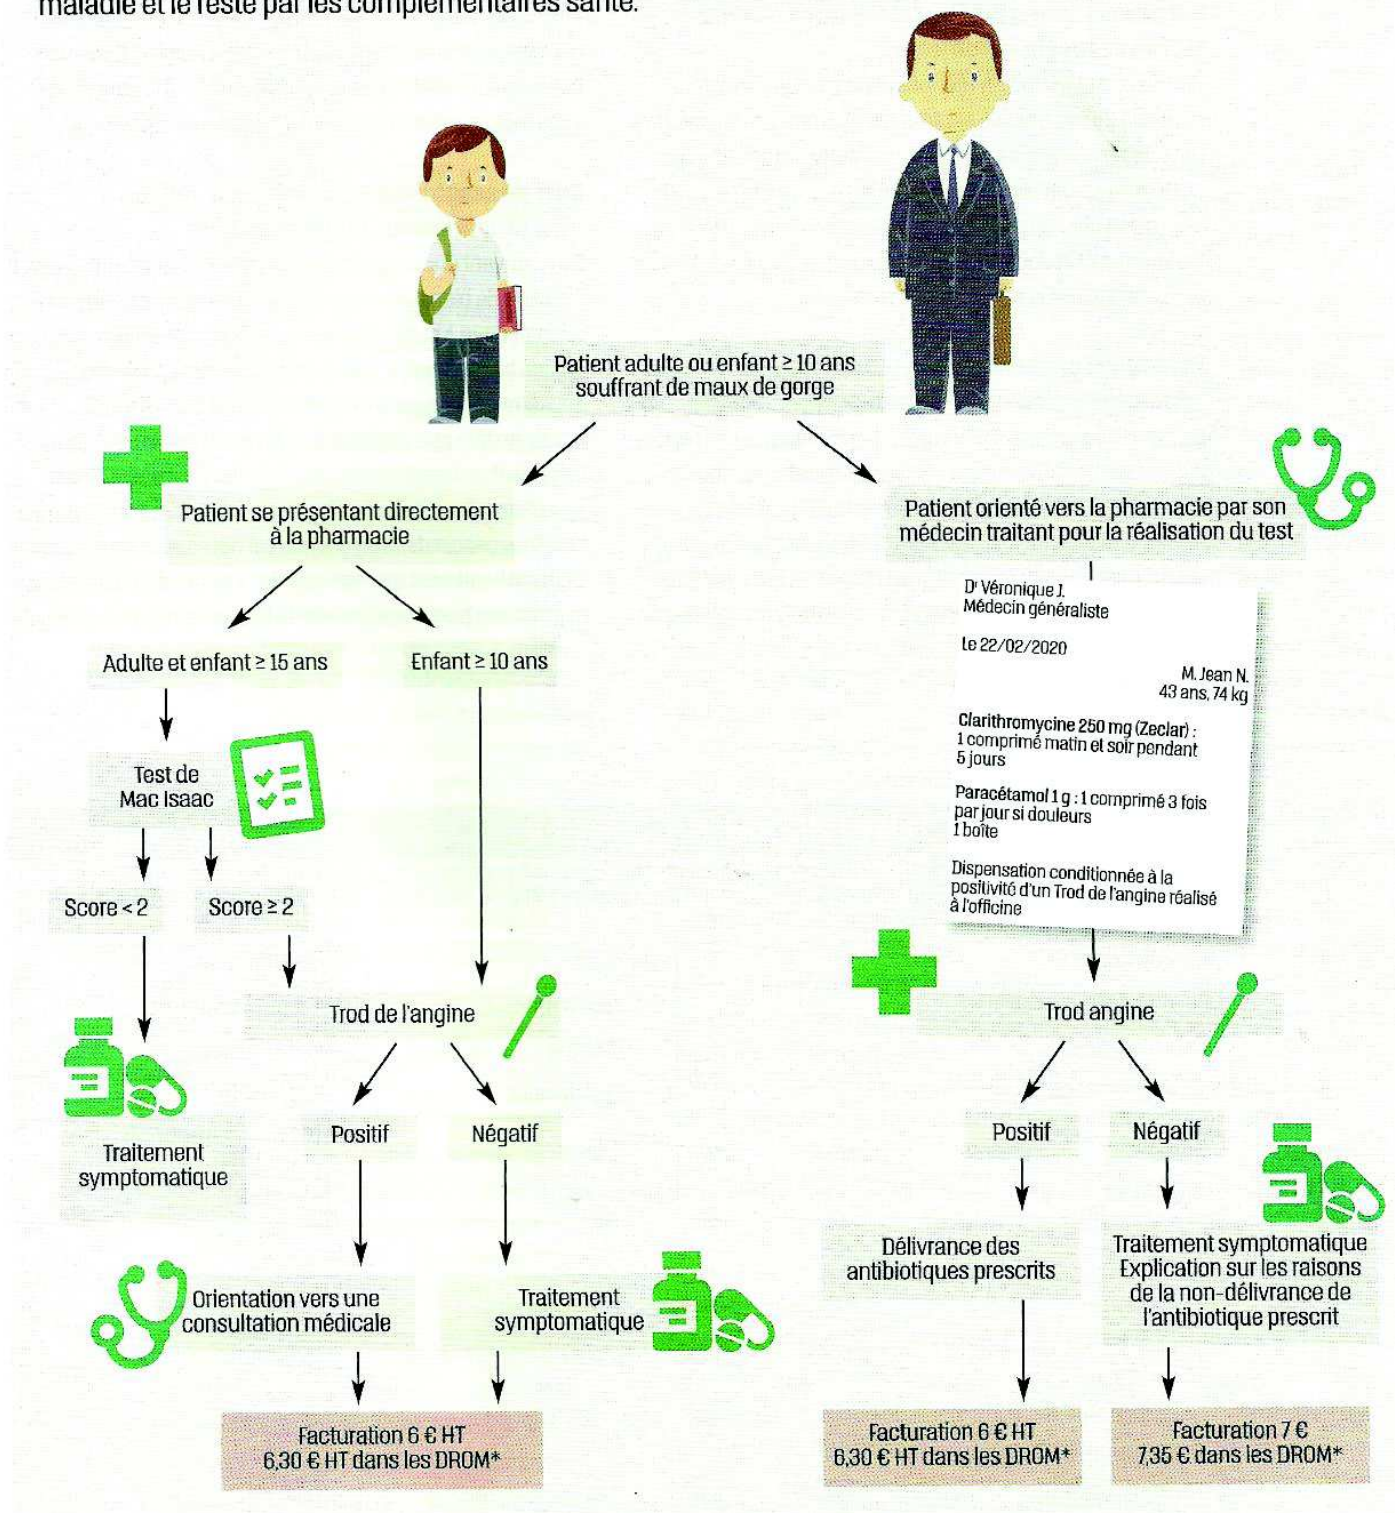 maladie et le reste par les complémentaires santé.
Patient adulte ou enfant ≥ 10 ans
souffrant de maux de gorge
Patient se présentant directement
à la pharmacie
Patient orienté vers la pharmacie par son
médecin traitant pour la réalisation du test
Adulte et enfant ≥ 15 ans
Enfant ≥ 10 ans
Test de
Mac Isaac
Score < 2
Score ≥ 2
Dr Véronique J.
Médecin généraliste
Le 22/02/2020
M. Jean N.
43 ans, 74 kg
Clarithromycine 250 mg (Zeclar) :
1 comprimé matin et soir pendant
5 jours
Paracétamol 1 g : 1 comprimé 3 fois
par jour si douleurs
1 boîte
Dispensation conditionnée à la
positivité d'un Trod de l'angine réalisé
à l'officine
Trod de l'angine
Trod angine
Traitement
symptomatique
Positif
Négatif
Positif
Négatif
Orientation vers une
consultation médicale
Traitement
symptomatique
Délivrance des
antibiotiques prescrits
Traitement symptomatique
Explication sur les raisons
de la non-délivrance de
l'antibiotique prescrit
Facturation 6 € HT
6,30 € HT dans les DROM*
Facturation 6 € HT
6,30 € HT dans les DROM*
Facturation 7 €
7,35 € dans les DROM*